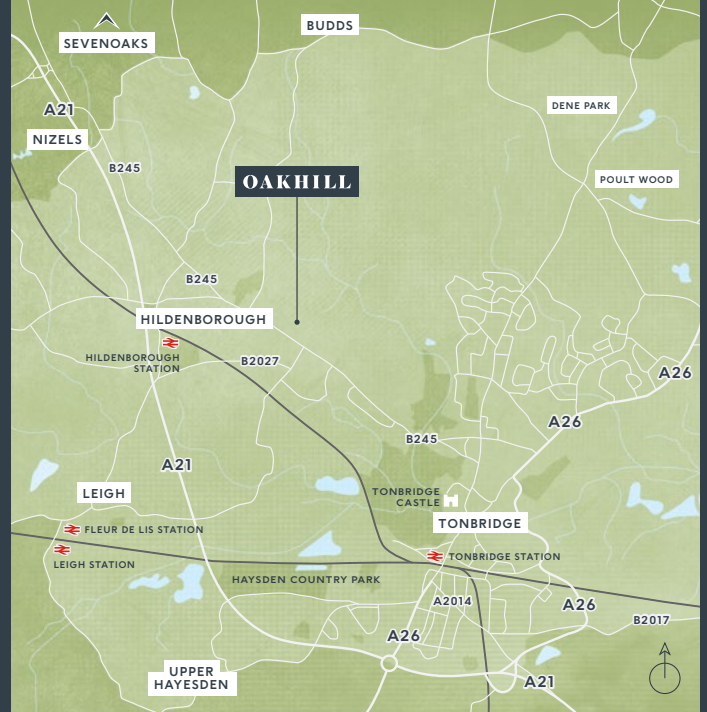 SEVENOAKS
BUDDS
A21
DENE PARK
NIZELS
B245
OAKHILL
POULT WOOD
B245
HILDENBOROUGH
HILDENBOROUGH
STATION
B2027
A26
A26
B245
A21
LEIGH
TONBRIDGE
CASTLE
TONBRIDGE
FLEUR DE LIS STATION
LEIGH STATION
TONBRIDGE STATION
HAYSDEN COUNTRY PARK
A2014
A26
B2017
A26
UPPER
HAYESDEN
A21